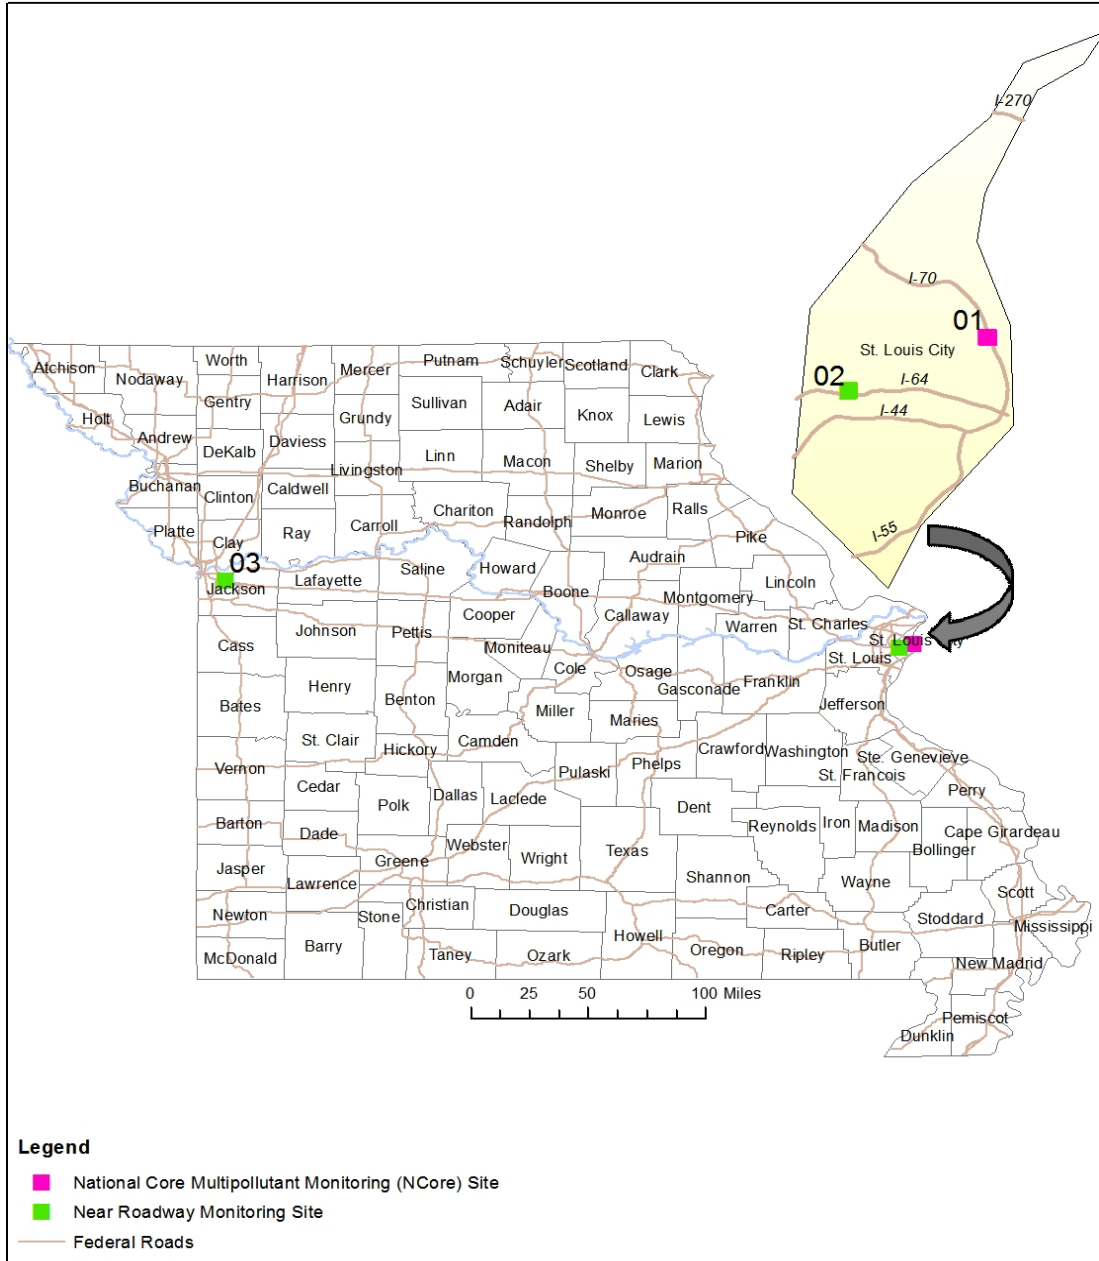 I-270
I-70
01
St. Louis City
02
I-64
I-44
I-55
Atchison
Nodaway
Worth
Harrison
Mercer
Putnam
Schuyler
Scotland
Clark
Gentry
Sullivan
Adair
Knox
Lewis
Holt
Andrew
DeKalb
Daviess
Grundy
Livingston
Linn
Macon
Shelby
Marion
Buchanan
Clinton
Caldwell
Chariton
Randolph
Monroe
Ralls
Platte
Clay
Ray
Carroll
Pike
Audrain
03
Jackson
Lafayette
Saline
Howard
Boone
Callaway
Montgomery
Lincoln
Cooper
Warren
St. Charles
Cass
Johnson
Pettis
Moniteau
Cole
Osage
Gasconade
Franklin
St. Louis
St. Louis City
Bates
Henry
Benton
Morgan
Miller
Maries
Jefferson
Vernon
St. Clair
Hickory
Camden
Pulaski
Phelps
Crawford
Washington
Ste. Genevieve
St. Francois
Perry
Cedar
Polk
Dallas
Laclede
Dent
Reynolds
Iron
Madison
Cape Girardeau
Bollinger
Barton
Dade
Greene
Webster
Wright
Texas
Shannon
Jasper
Lawrence
Wayne
Scott
Newton
Stone
Christian
Douglas
Carter
Stoddard
Mississippi
McDonald
Barry
Taney
Ozark
Howell
Oregon
Ripley
Butler
New Madrid
Pemiscot
Dunklin
0 25 50 100 Miles
Legend
National Core Multipollutant Monitoring (NCore) Site
Near Roadway Monitoring Site
Federal Roads